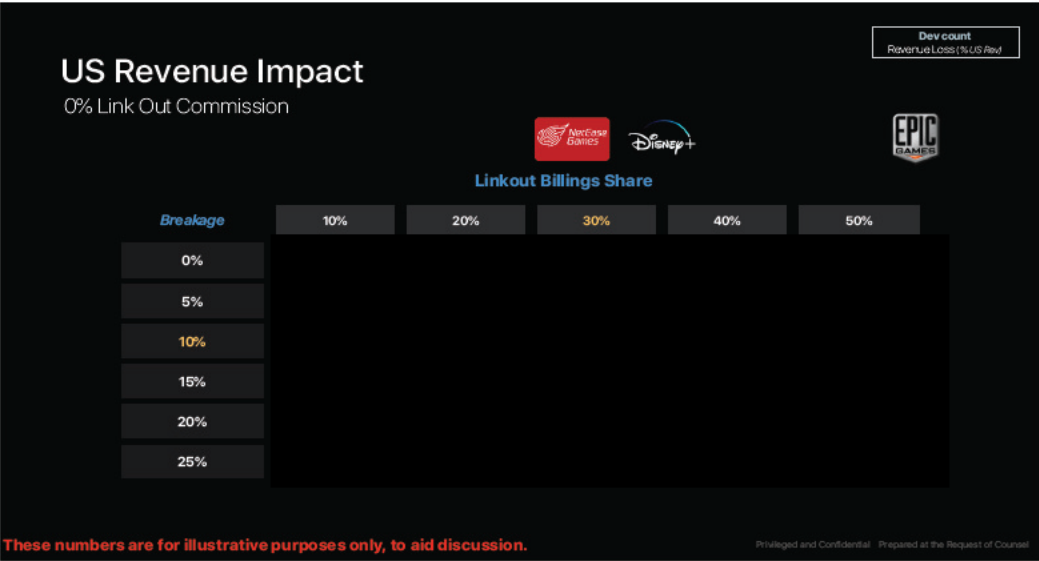 Dev count
Revenue Loss (% US Rev)
US Revenue Impact
0% Link Out Commission
NetEase
Games
Disney+
EPIC
GAMES
Linkout Billings Share
Breakage 10% 20% 30% 40% 50%
0%
5%
10%
15%
20%
25%
These numbers are for illustrative purposes only, to aid discussion.
Privileged and Confidential Prepared at the Request of Counsel